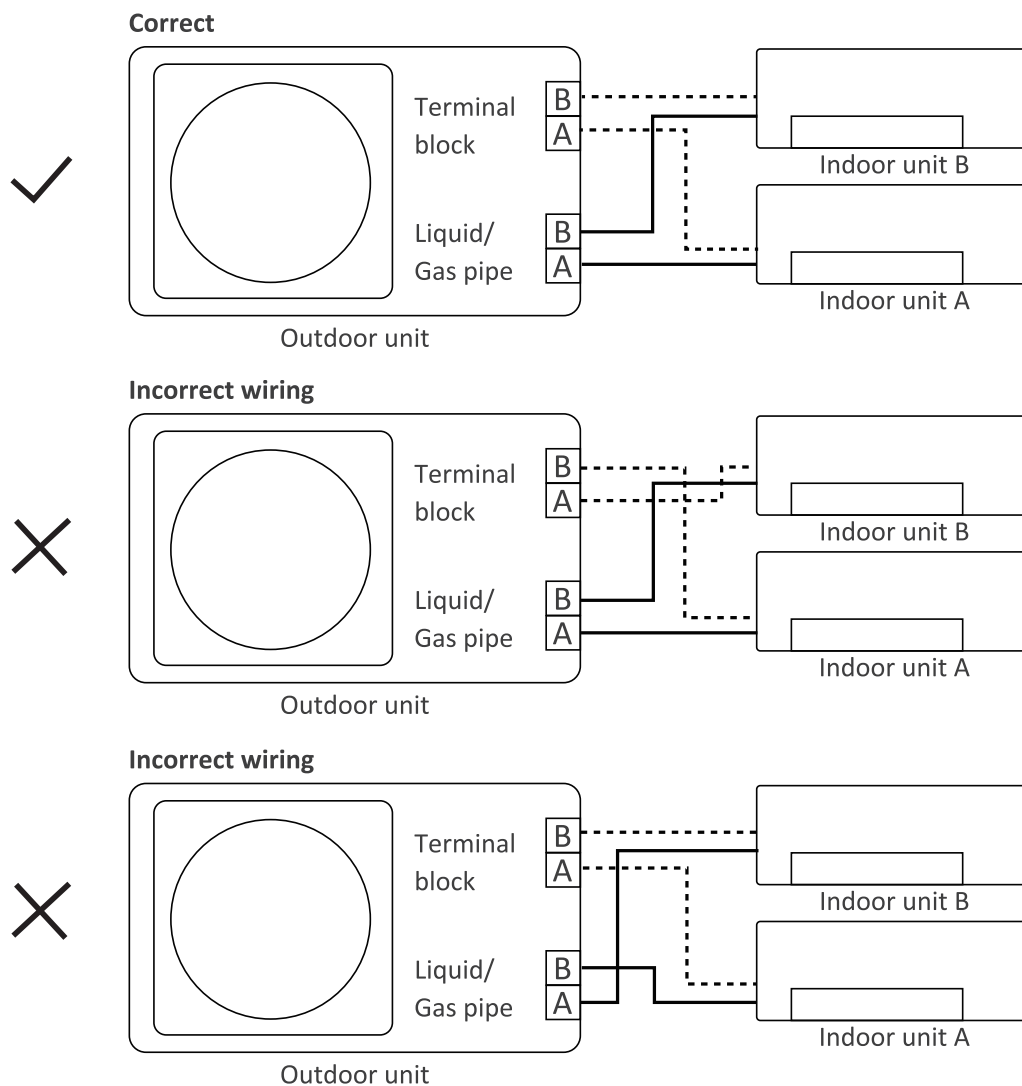 Correct
Terminal
block
B
A
Liquid/
Gas pipe
B
A
Outdoor unit
Indoor unit B
Indoor unit A
Incorrect wiring
Terminal
block
B
A
Liquid/
Gas pipe
B
A
Outdoor unit
Indoor unit B
Indoor unit A
Incorrect wiring
Terminal
block
B
A
Liquid/
Gas pipe
B
A
Outdoor unit
Indoor unit B
Indoor unit A